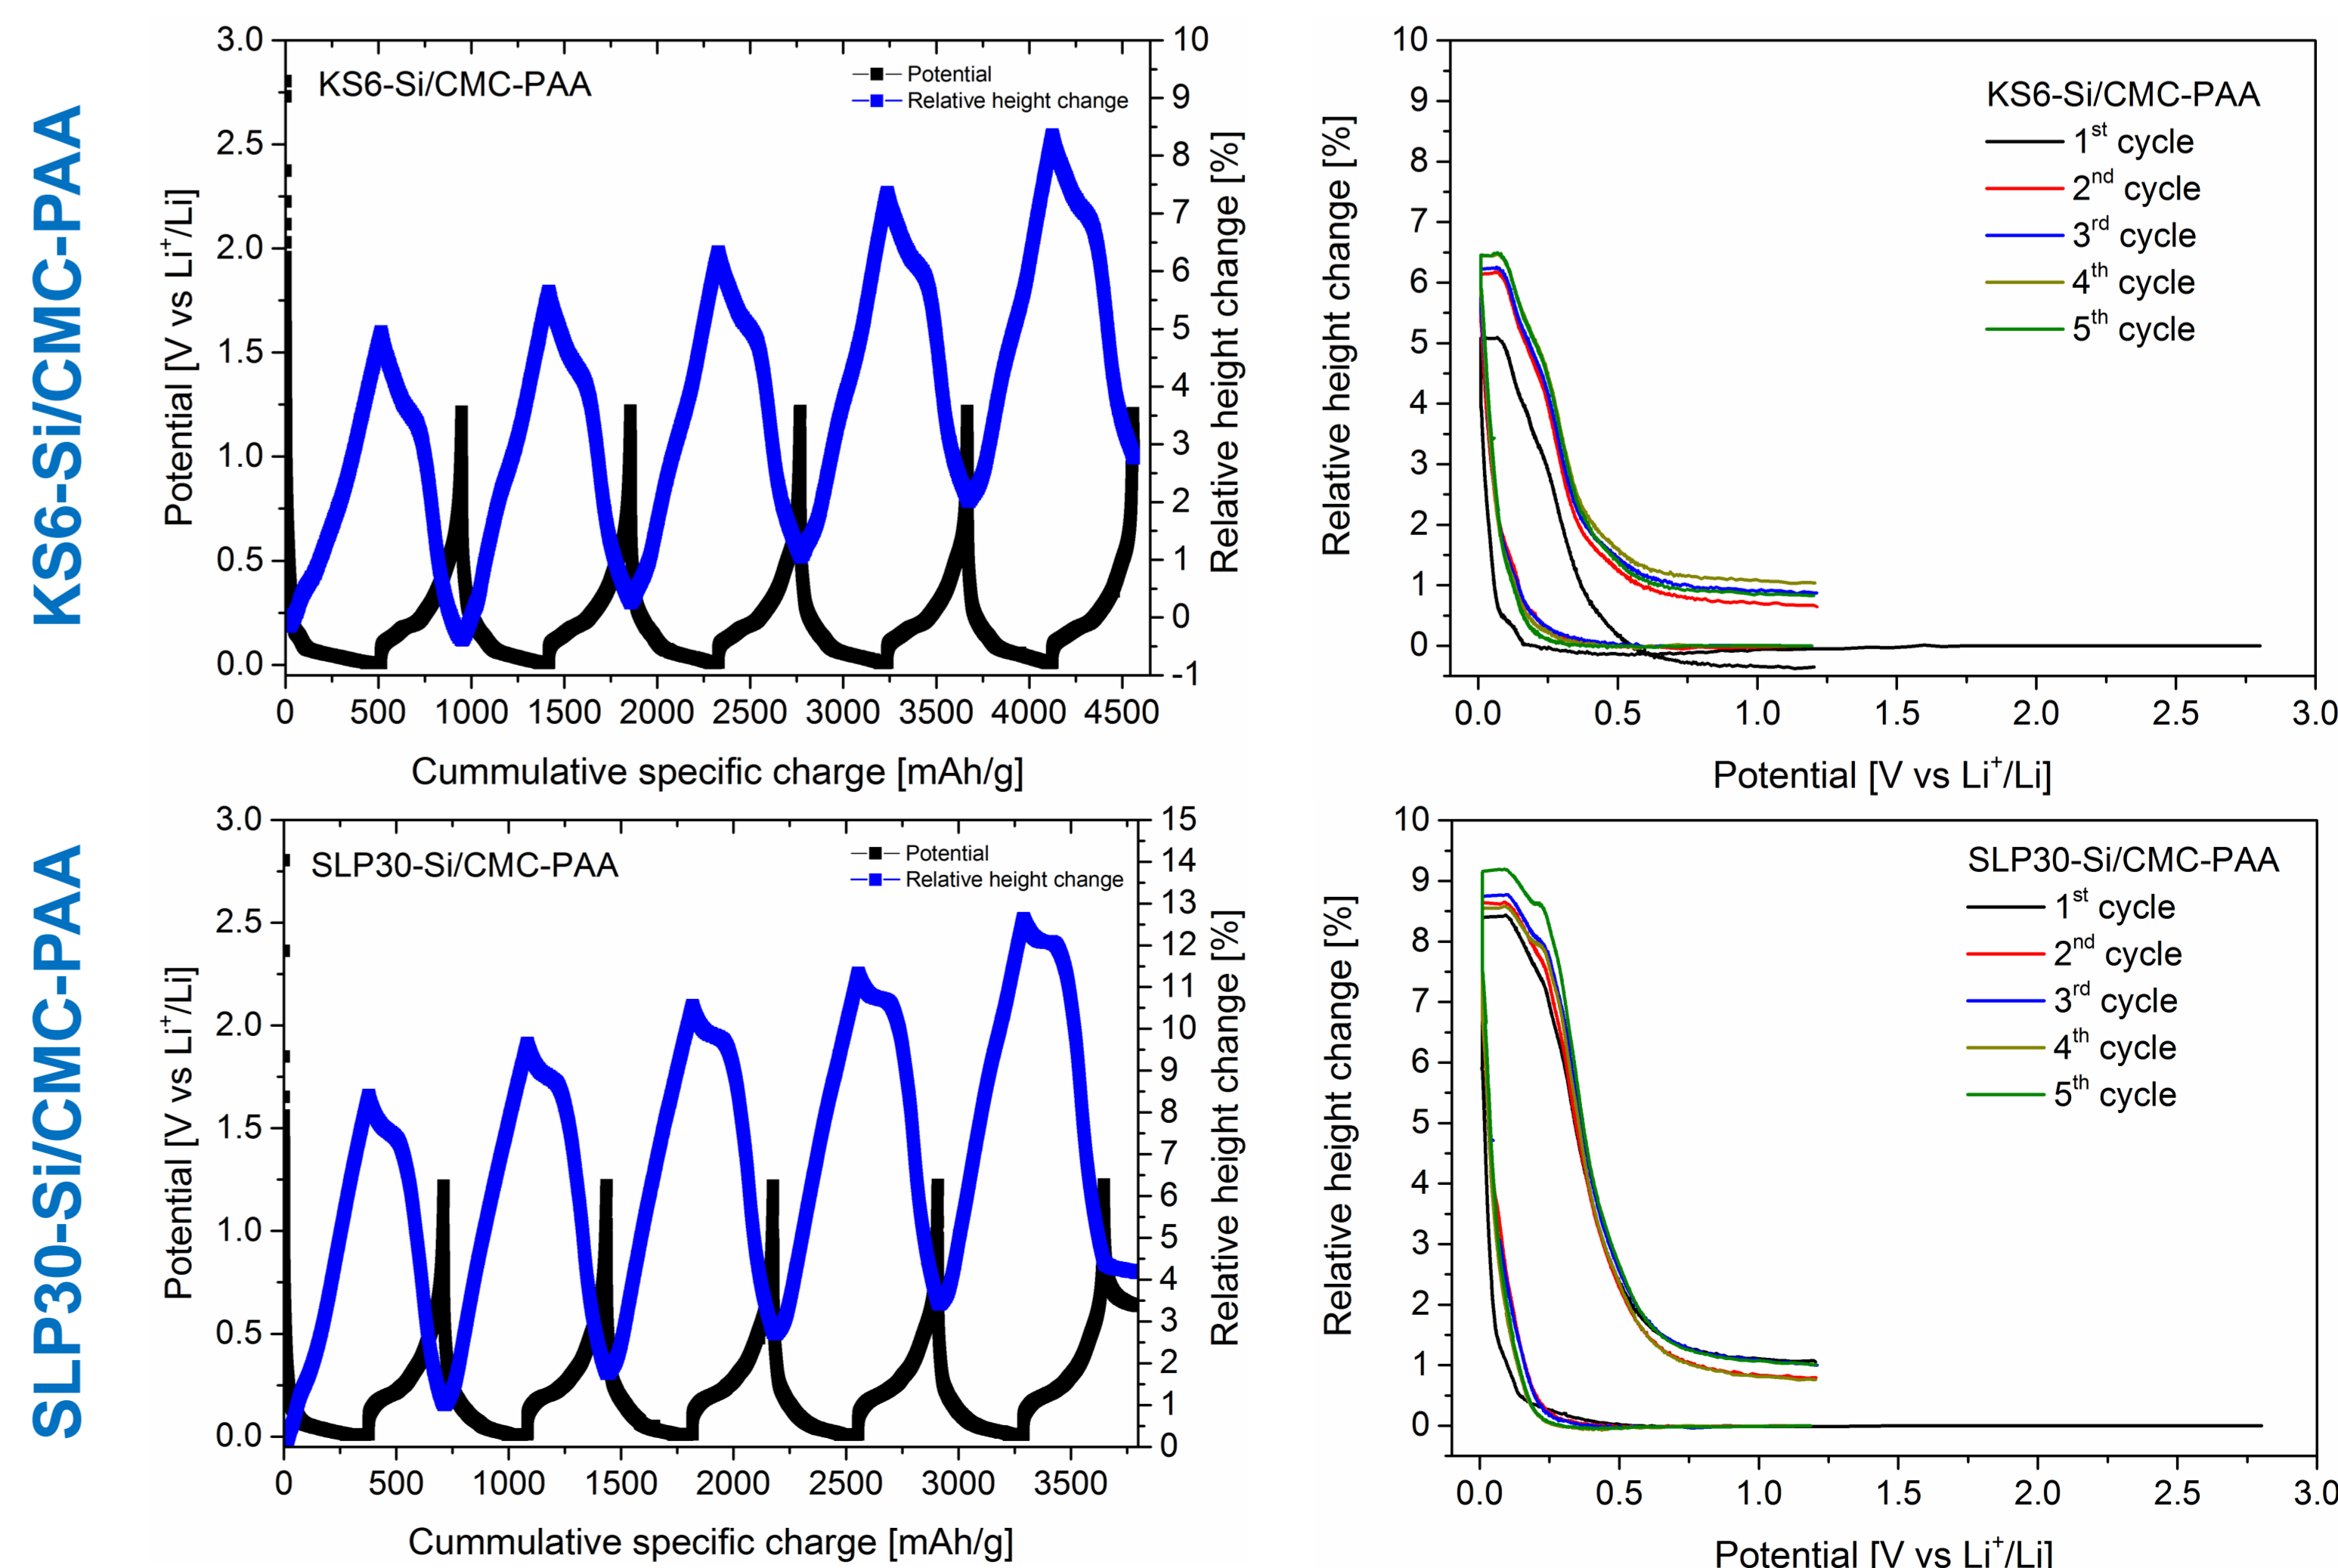 KS6-Si/CMC-PAA
3.0
2.5
2.0
1.5
1.0
0.5
0.0
Potential [V vs Li⁺/Li]
KS6-Si/CMC-PAA
Potential
Relative height change
10
9
8
7
6
5
4
3
2
1
0
-1
Relative height change [%]
0 500 1000 1500 2000 2500 3000 3500 4000 4500
Cummulative specific charge [mAh/g]
10
9
8
7
6
5
4
3
2
1
0
Relative height change [%]
KS6-Si/CMC-PAA
1st cycle
2nd cycle
3rd cycle
4th cycle
5th cycle
0.0 0.5 1.0 1.5 2.0 2.5 3.0
Potential [V vs Li⁺/Li]
SLP30-Si/CMC-PAA
3.0
2.5
2.0
1.5
1.0
0.5
0.0
Potential [V vs Li⁺/Li]
SLP30-Si/CMC-PAA
Potential
Relative height change
15
14
13
12
11
10
9
8
7
6
5
4
3
2
1
0
Relative height change [%]
0 500 1000 1500 2000 2500 3000 3500
Cummulative specific charge [mAh/g]
10
9
8
7
6
5
4
3
2
1
0
Relative height change [%]
SLP30-Si/CMC-PAA
1st cycle
2nd cycle
3rd cycle
4th cycle
5th cycle
0.0 0.5 1.0 1.5 2.0 2.5 3.0
Potential [V vs Li⁺/Li]